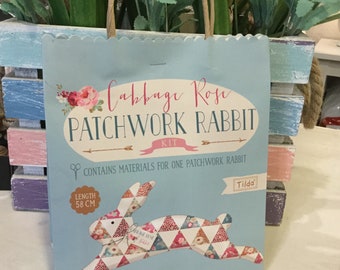 Cabbage Rose
PATCHWORK RABBIT
KIT
CONTAINS MATERIALS FOR ONE PATCHWORK RABBIT
Tilda
LENGTH
58 CM